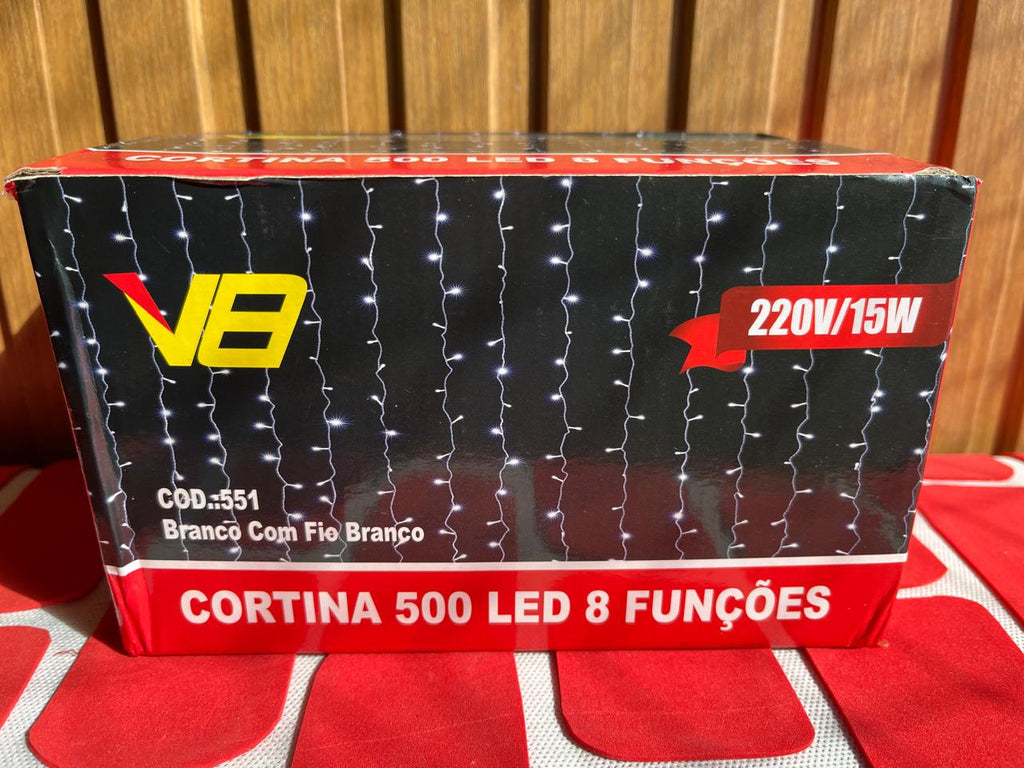 CORTINA 500 LED 8 FUNÇÕES
V8
220V/15W
COD.:551
Branco Com Fio Branco
CORTINA 500 LED 8 FUNÇÕES